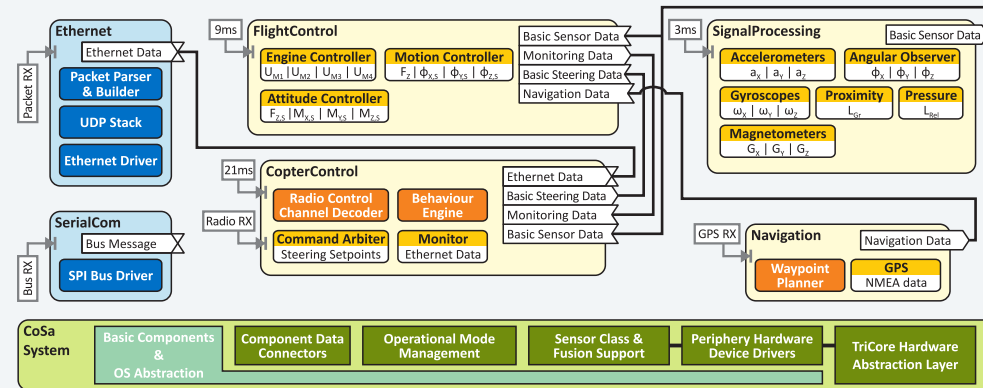 Ethernet
Ethernet Data
Packet Parser
& Builder
UDP Stack
Ethernet Driver
Packet RX
SerialCom
Bus Message
SPI Bus Driver
Bus RX
9ms
FlightControl
Engine Controller
U_M1 | U_M2 | U_M3 | U_M4
Motion Controller
F_Z | ϕ_X,S | ϕ_Y,S | ϕ_Z,S
Attitude Controller
F_Z,S | M_X,S | M_Y,S | M_Z,S
Basic Sensor Data
Monitoring Data
Basic Steering Data
Navigation Data
21ms
Radio RX
CopterControl
Radio Control
Channel Decoder
Behaviour
Engine
Command Arbiter
Steering Setpoints
Monitor
Ethernet Data
Ethernet Data
Basic Steering Data
Monitoring Data
Basic Sensor Data
3ms
SignalProcessing
Basic Sensor Data
Accelerometers
a_X | a_Y | a_Z
Angular Observer
ϕ_X | ϕ_Y | ϕ_Z
Gyroscopes
ω_X | ω_Y | ω_Z
Proximity
L_Gr
Pressure
L_Rel
Magnetometers
G_X | G_Y | G_Z
GPS RX
Navigation
Navigation Data
Waypoint
Planner
GPS
NMEA data
CoSa
System
Basic Components
&
OS Abstraction
Component Data
Connectors
Operational Mode
Management
Sensor Class &
Fusion Support
Periphery Hardware
Device Drivers
TriCore Hardware
Abstraction Layer